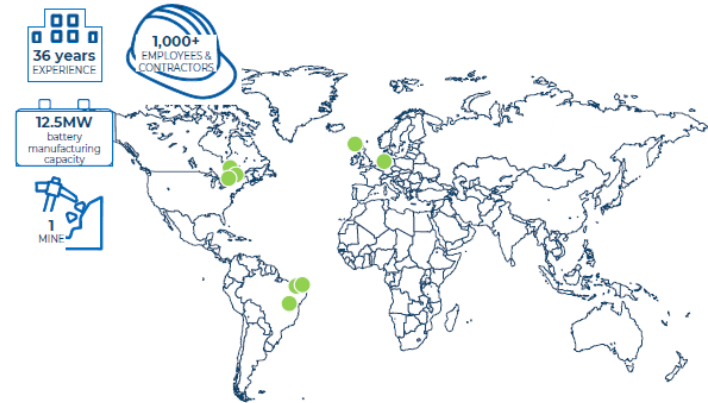 36 years
EXPERIENCE
1,000+
EMPLOYEES &
CONTRACTORS
12.5MW
battery
manufacturing
capacity
1
MINE